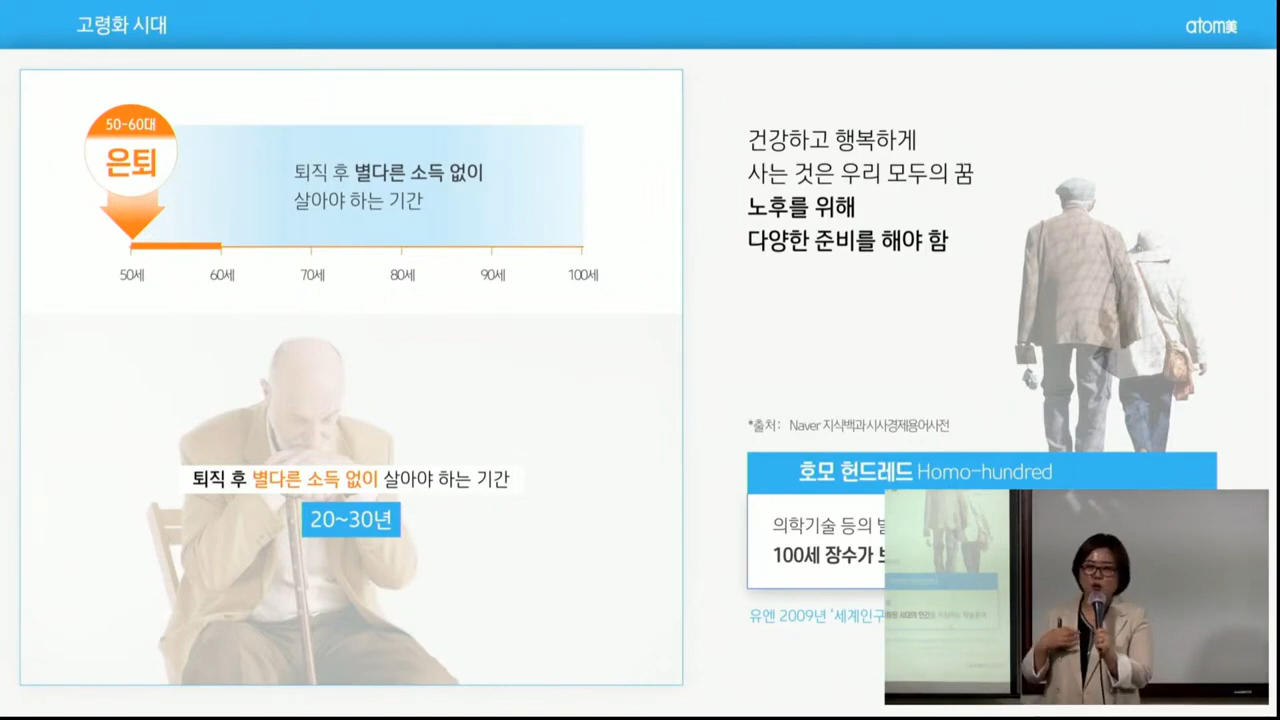 고령화 시대
atom美
50-60대
은퇴
퇴직 후 별다른 소득 없이
살아야 하는 기간
50세 60세 70세 80세 90세 100세
퇴직 후 별다른 소득 없이 살아야 하는 기간
20~30년
건강하고 행복하게
사는 것은 우리 모두의 꿈
노후를 위해
다양한 준비를 해야 함
*출처: Naver 지식백과 시사경제용어사전
호모 헌드레드 Homo-hundred
의학기술 등의
100세 장수가
유엔 2009년 '세계인구